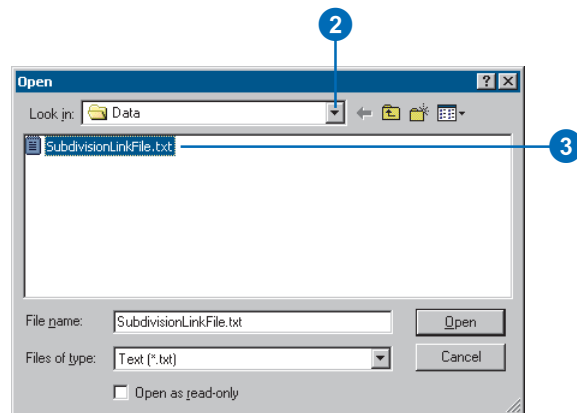 2
Open
Look in: Data
SubdivisionLinkFile.txt
3
File name: SubdivisionLinkFile.txt Open
Files of type: Text (*.txt) Cancel
Open as read-only